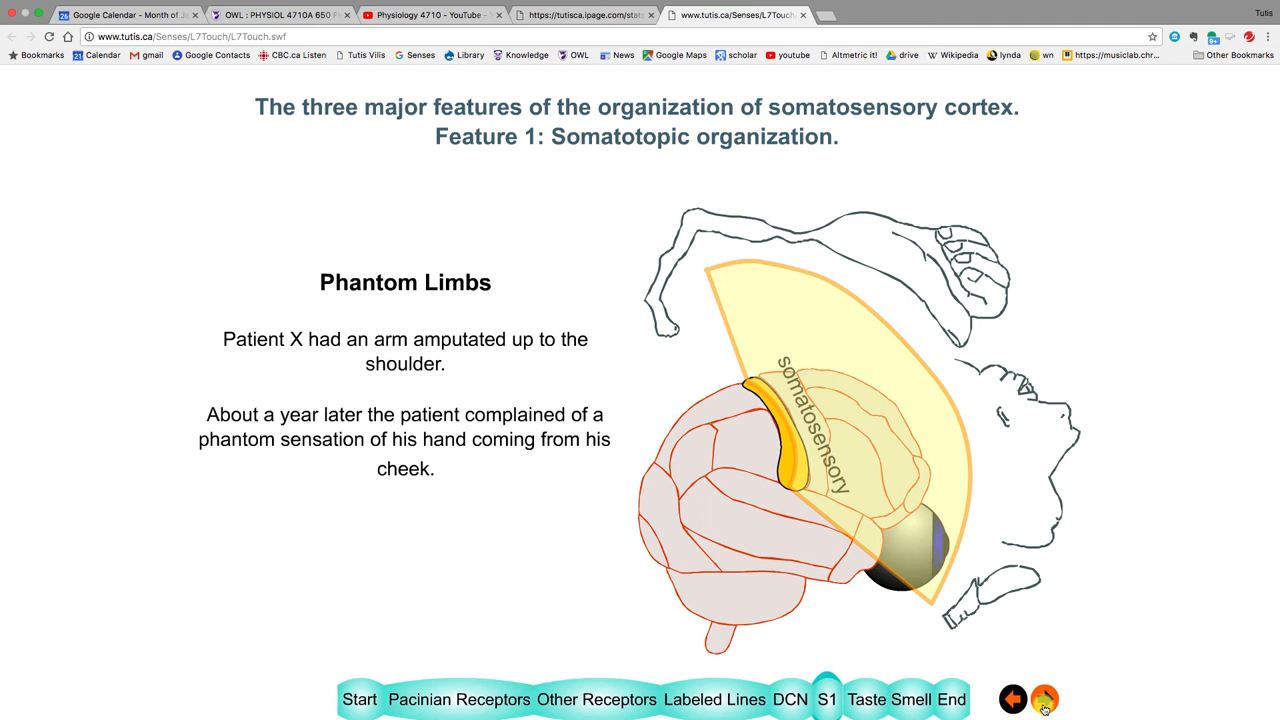 Google Calendar - Month of Ja
OWL : PHYSIOL 4710A 650 F
Physiology 4710 - YouTube -
https://tutisca.ipage.com/stats
www.tutis.ca/Senses/L7Touch/
Tutis
www.tutis.ca/Senses/L7Touch/L7Touch.swf
Bookmarks Calendar gmail Google Contacts CBC.ca Listen Tutis Vilis Senses Library Knowledge OWL News Google Maps scholar youtube Altmetric it! drive Wikipedia lynda wn https://musiclab.chr... Other Bookmarks
The three major features of the organization of somatosensory cortex.
Feature 1: Somatotopic organization.
Phantom Limbs
Patient X had an arm amputated up to the
shoulder.
About a year later the patient complained of a
phantom sensation of his hand coming from his
cheek.
somatosensory
Start Pacinian Receptors Other Receptors Labeled Lines DCN S1 Taste Smell End